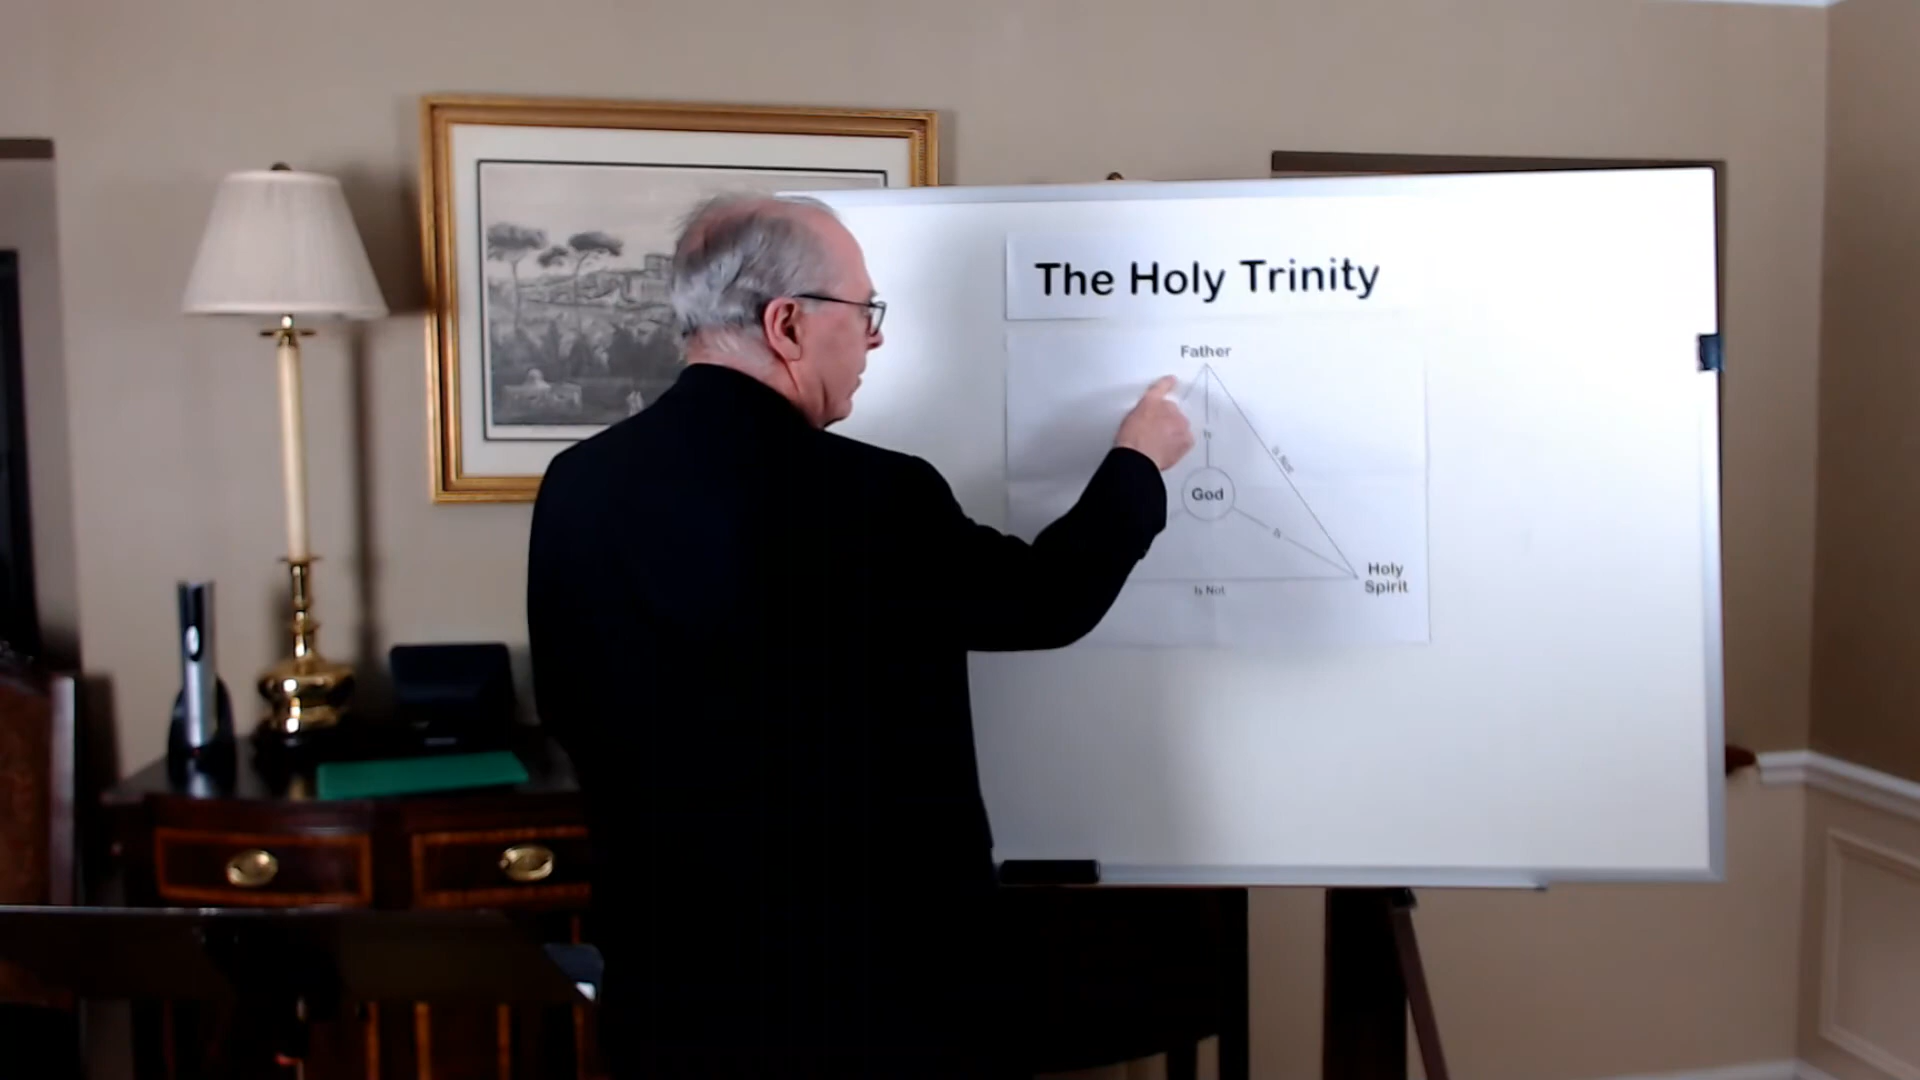 The Holy Trinity
Father
Is
Is Not
God
Is
Holy
Spirit
Is Not